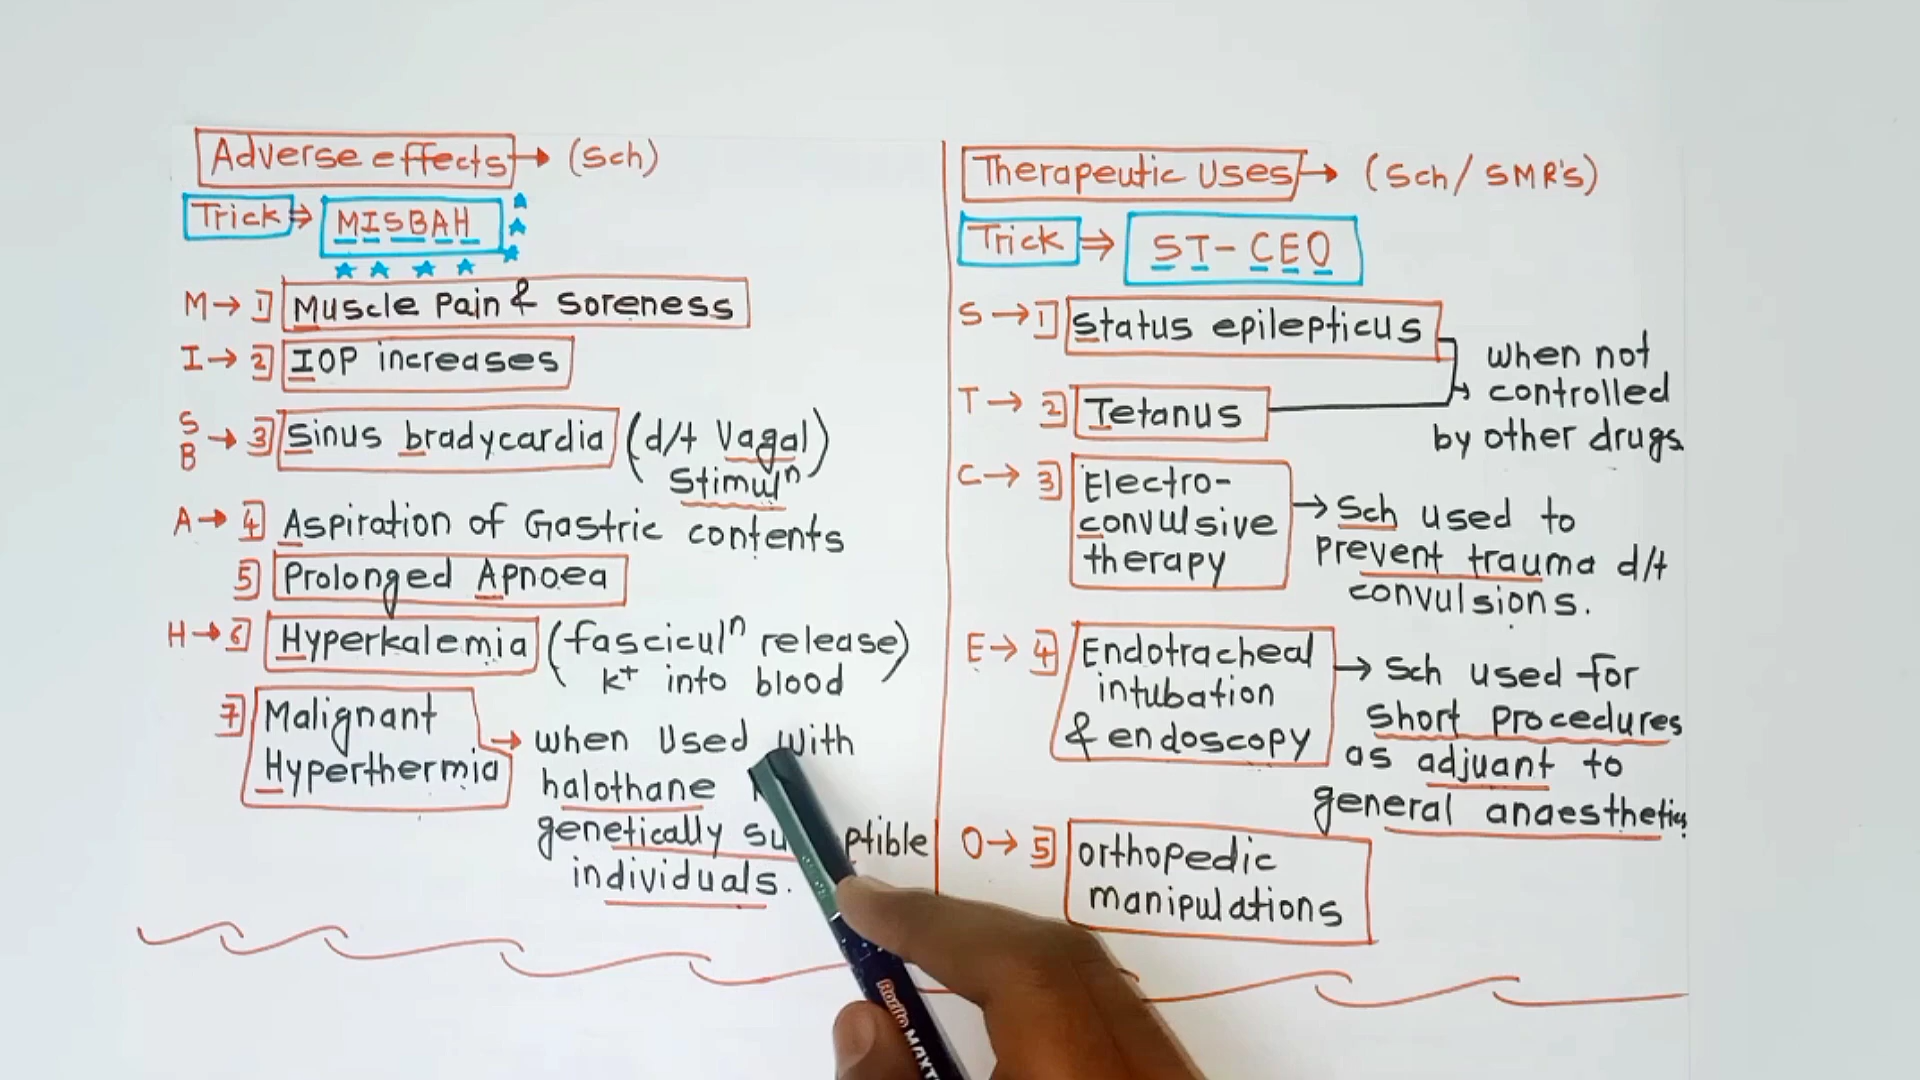 Adverse effects → (Sch)
Trick ⇒ MISBAH
M → 1] Muscle Pain & Soreness
I → 2] IOP increases
S B → 3] Sinus bradycardia (d/t Vagal
Stimulⁿ)
A → 4] Aspiration of Gastric contents
5] Prolonged Apnoea
H → 6] Hyperkalemia (fasciculⁿ release
K⁺ into blood)
7] Malignant
Hyperthermia → when used with
halothane
genetically
individuals.
Therapeutic Uses → (Sch/SMR's)
Trick ⇒ ST-CEO
S → 1] Status epilepticus
T → 2] Tetanus
when not
controlled
by other drugs
C → 3] Electro-
convulsive
therapy
→ Sch used to
prevent trauma d/t
convulsions.
E → 4] Endotracheal
intubation
& endoscopy
→ Sch used for
Short procedures
as adjuant to
general anaesthetics
O → 5] orthopedic
manipulations
Rorito MAXT